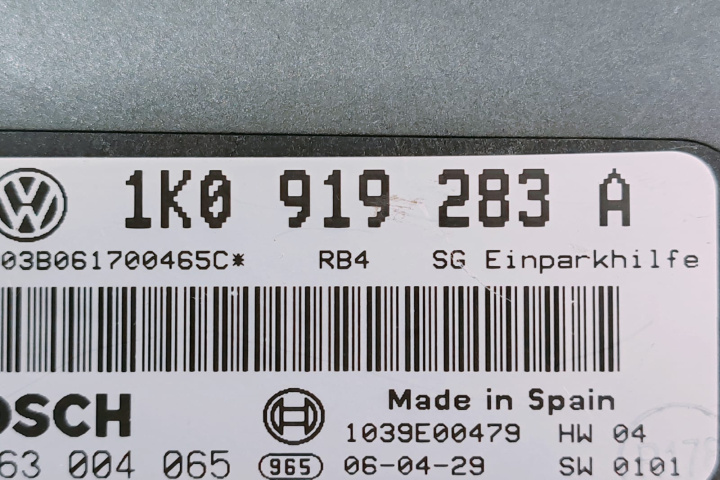 1K0 919 283 A
03B061700465C* RB4 SG Einparkhilfe
OSCH Made in Spain
1039E00479 HW 04
63 004 065 965 06-04-29 SW 0101